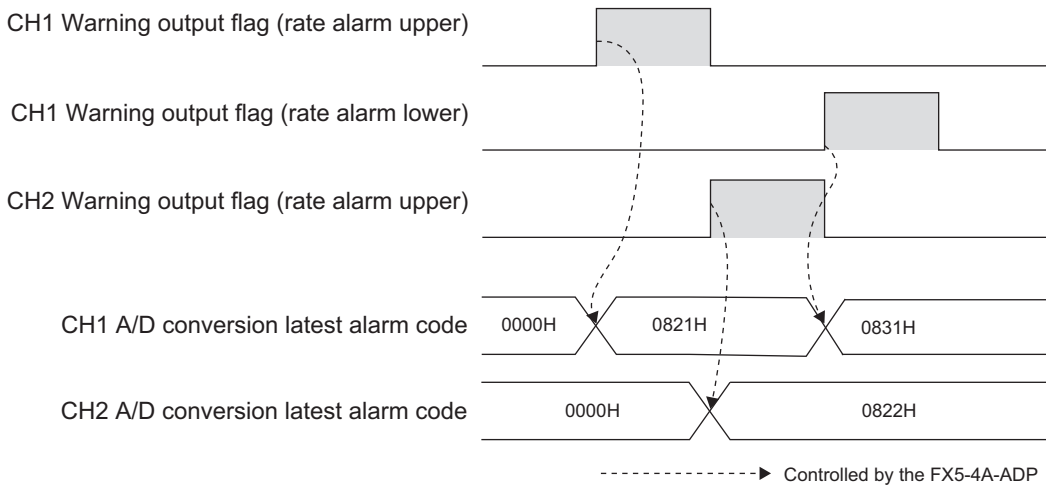 CH1 Warning output flag (rate alarm upper)
CH1 Warning output flag (rate alarm lower)
CH2 Warning output flag (rate alarm upper)
CH1 A/D conversion latest alarm code
0000H
0821H
0831H
CH2 A/D conversion latest alarm code
0000H
0822H
Controlled by the FX5-4A-ADP